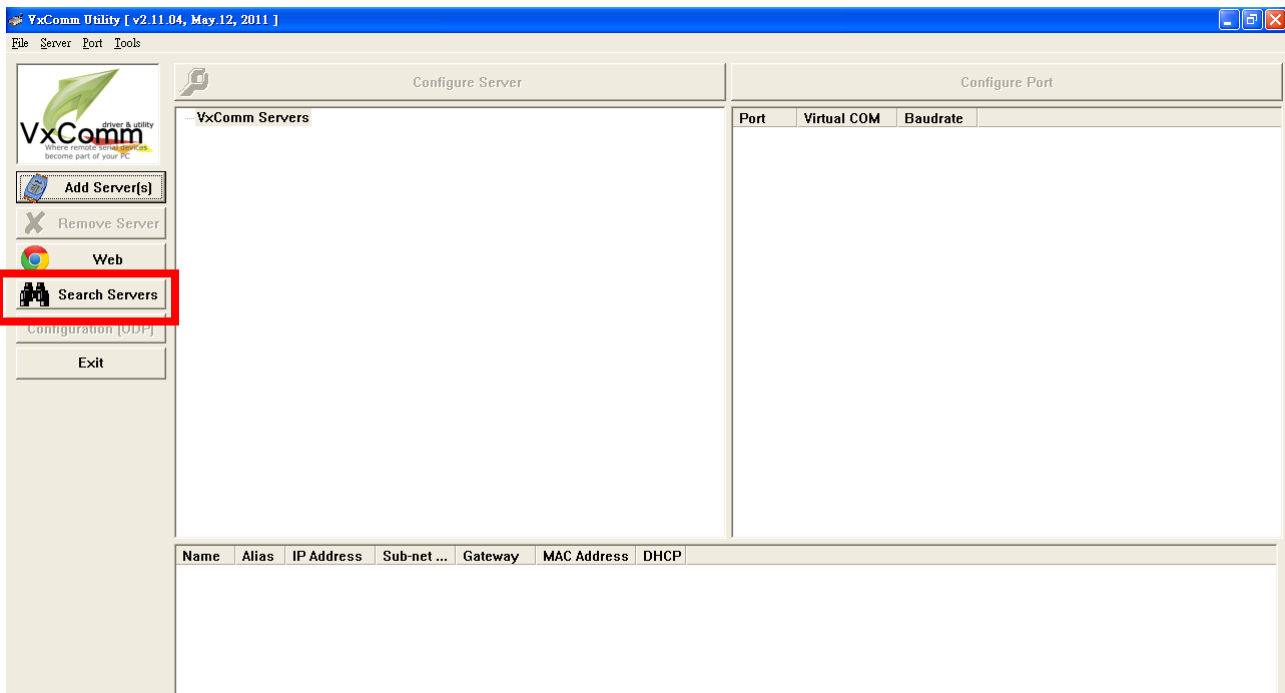 VxComm Utility [ v2.11.04, May.12, 2011 ]
File Server Port Tools
VxComm
driver & utility
Where remote serial devices
become part of your PC
Configure Server
Configure Port
VxComm Servers
Port Virtual COM Baudrate
Add Server(s)
Remove Server
Web
Search Servers
Configuration (UDP)
Exit
Name Alias IP Address Sub-net ... Gateway MAC Address DHCP